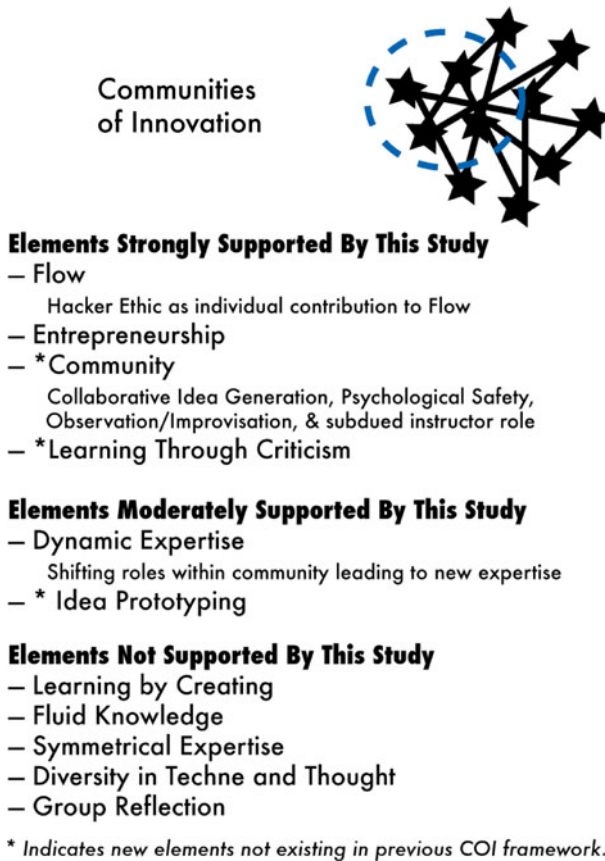 Communities
of Innovation
Elements Strongly Supported By This Study
– Flow
Hacker Ethic as individual contribution to Flow
– Entrepreneurship
– *Community
Collaborative Idea Generation, Psychological Safety,
Observation/Improvisation, & subdued instructor role
– *Learning Through Criticism
Elements Moderately Supported By This Study
– Dynamic Expertise
Shifting roles within community leading to new expertise
– * Idea Prototyping
Elements Not Supported By This Study
– Learning by Creating
– Fluid Knowledge
– Symmetrical Expertise
– Diversity in Techne and Thought
– Group Reflection
* Indicates new elements not existing in previous COI framework.